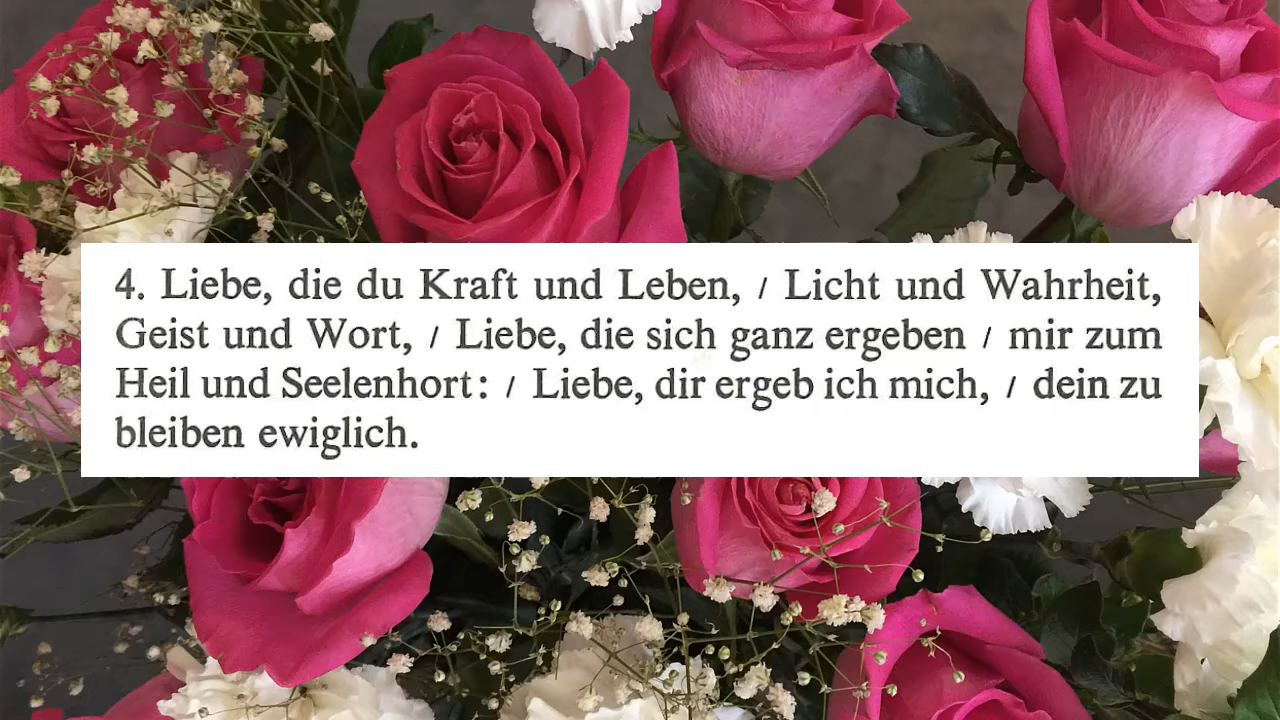 4. Liebe, die du Kraft und Leben, / Licht und Wahrheit,
Geist und Wort, / Liebe, die sich ganz ergeben / mir zum
Heil und Seelenhort: / Liebe, dir ergeb ich mich, / dein zu
bleiben ewiglich.